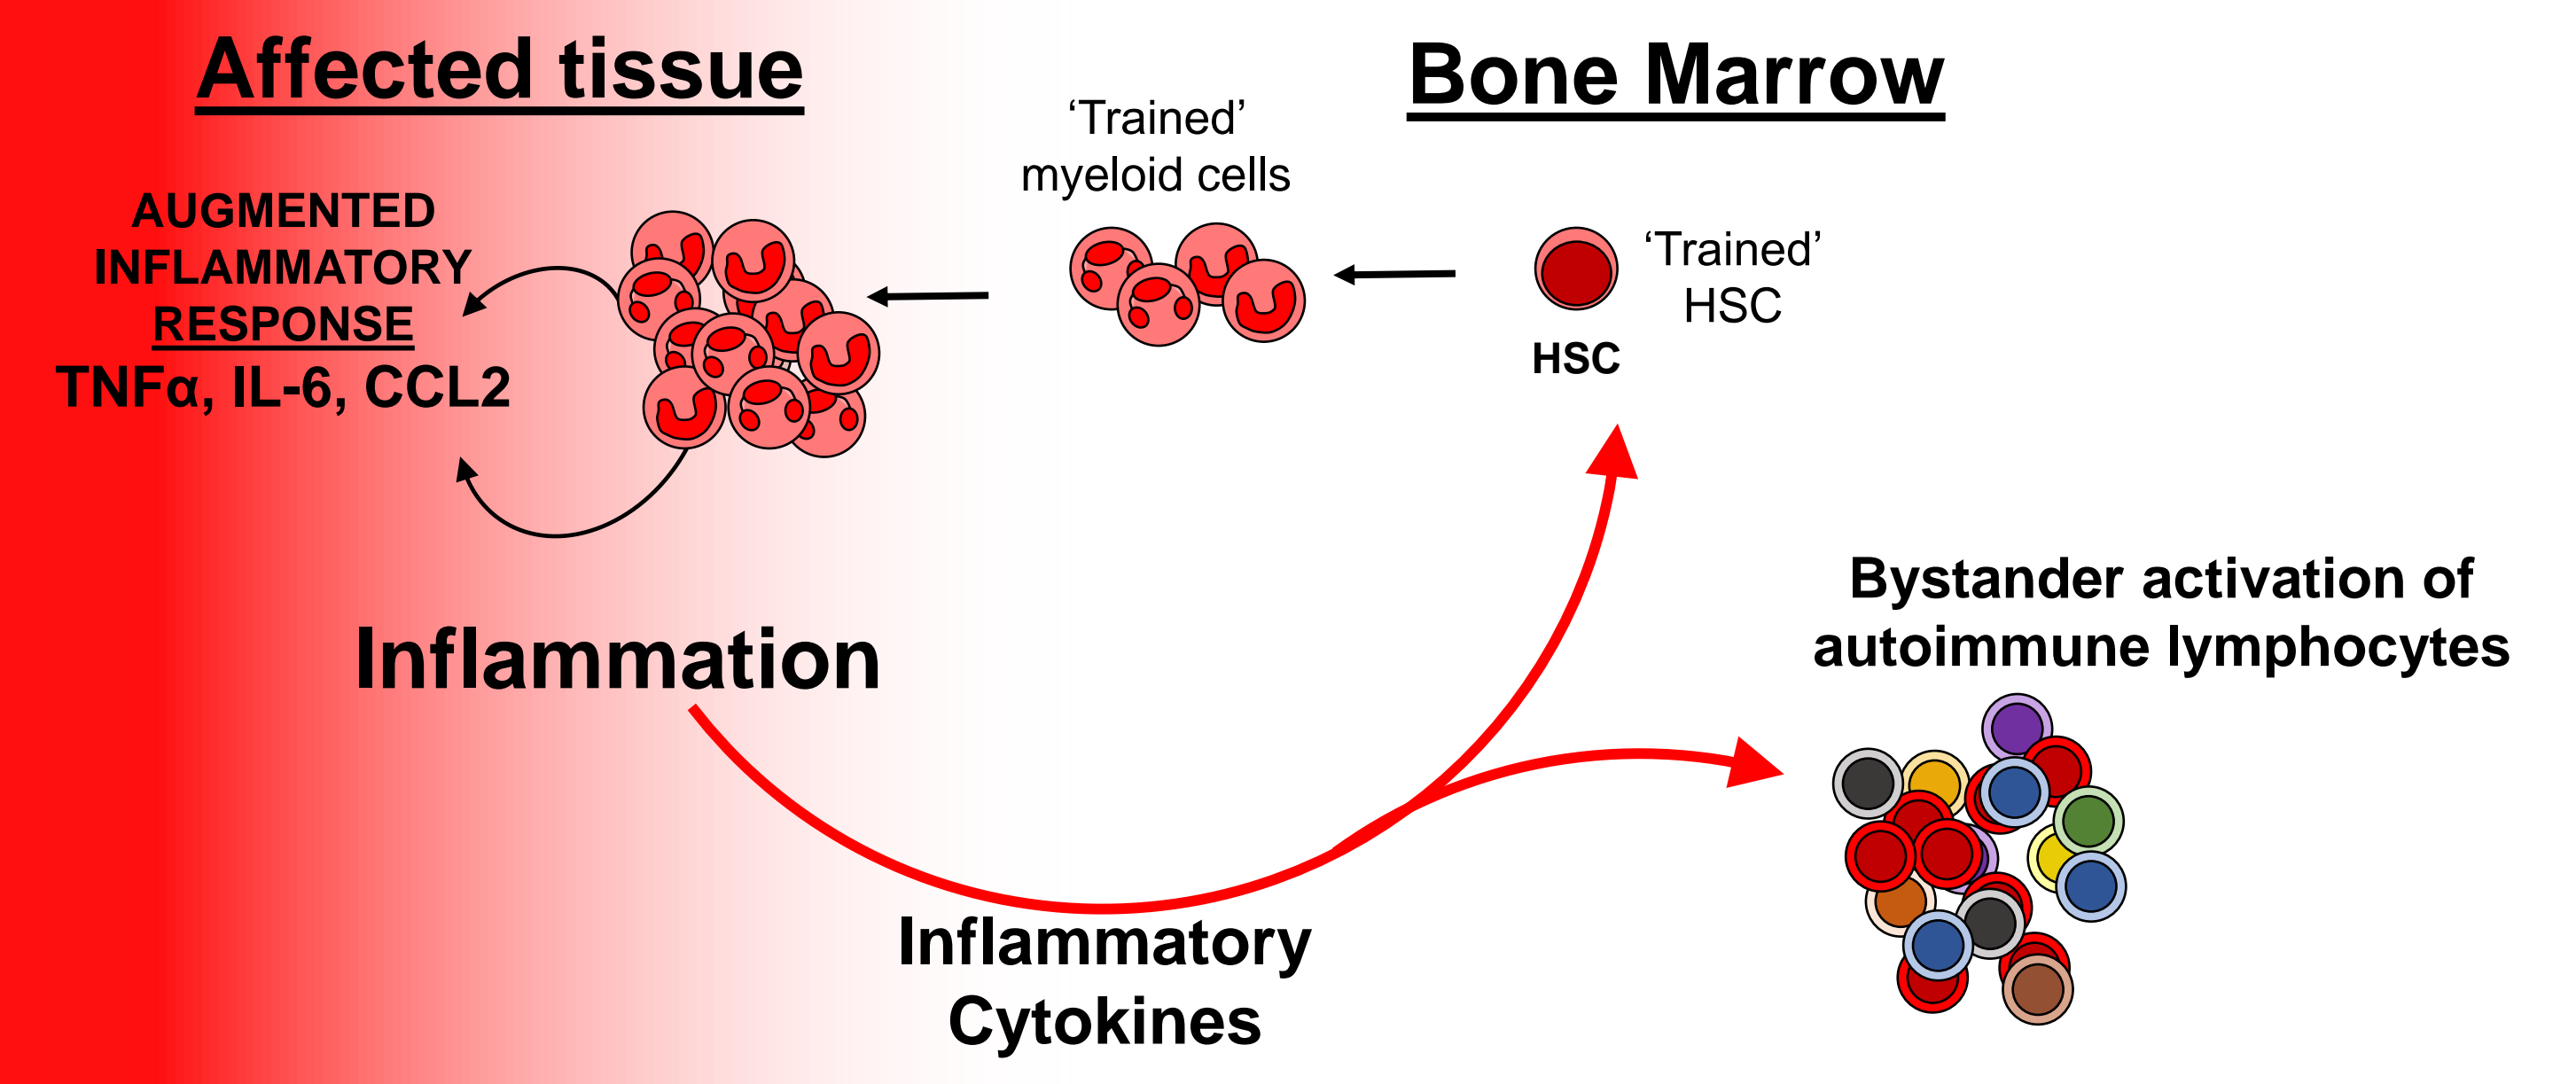 Affected tissue
Bone Marrow
‘Trained’
myeloid cells
AUGMENTED
INFLAMMATORY
RESPONSE
TNFα, IL-6, CCL2
‘Trained’
HSC
HSC
Inflammation
Bystander activation of
autoimmune lymphocytes
Inflammatory
Cytokines